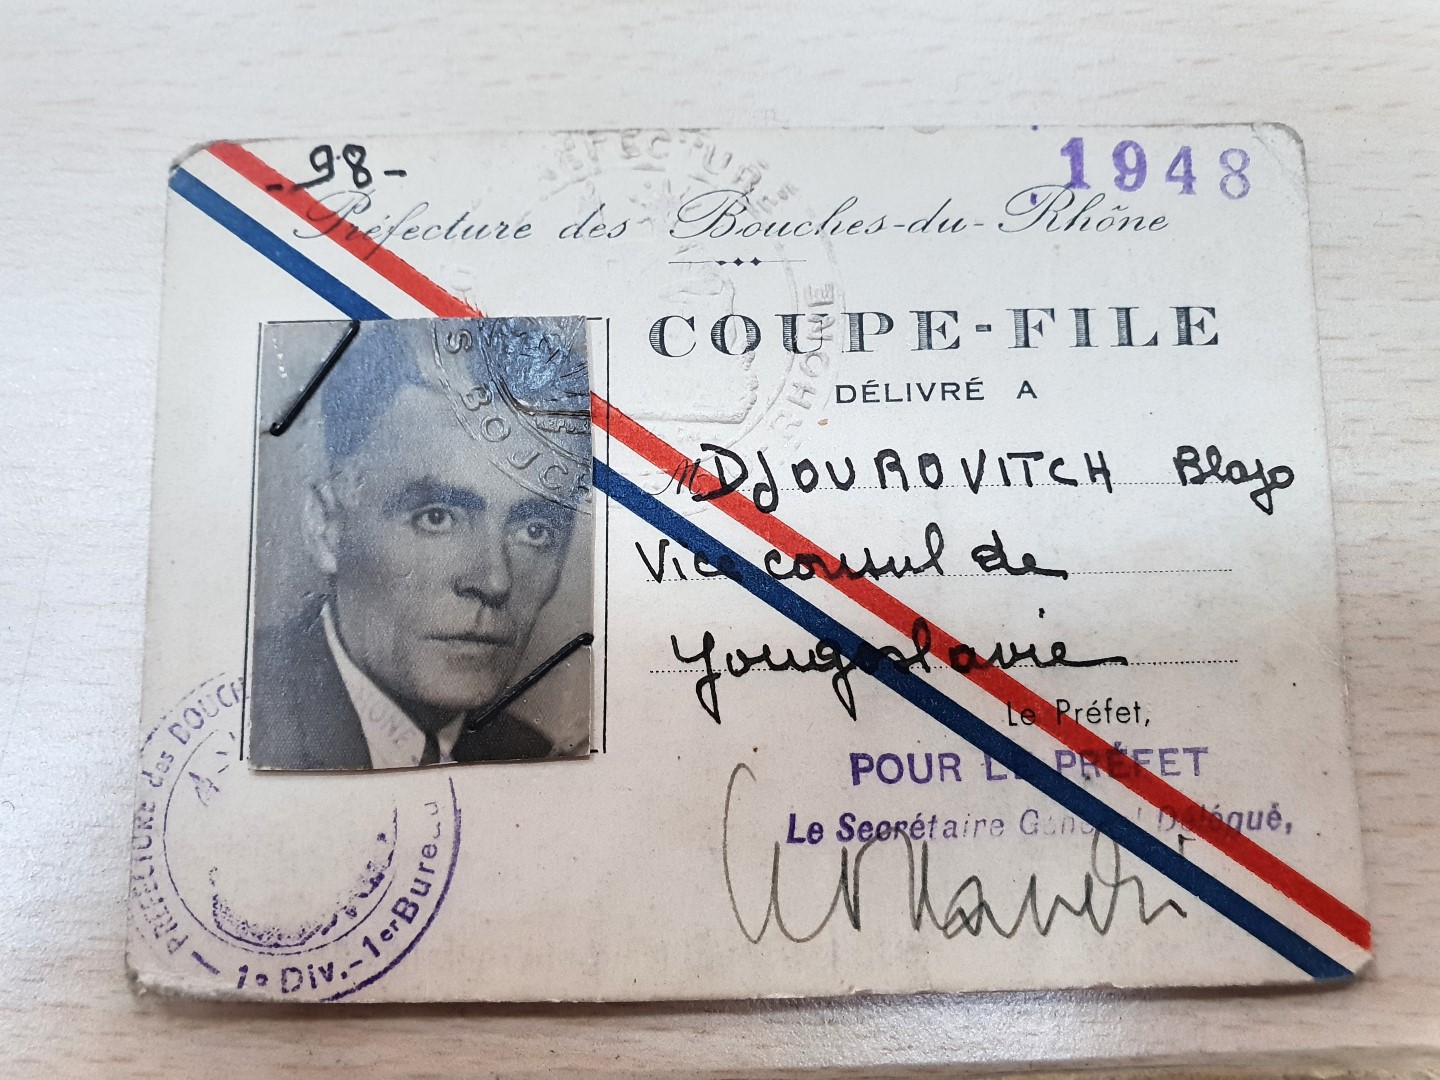 -98-
1948
Préfecture des Bouches-du-Rhône
COUPE-FILE
DÉLIVRÉ A
M DJOUROVITCH Blajo
Vice consul de
Yougoslavie
Le Préfet,
POUR LE PRÉFET
Le Secrétaire Général Délégué,
PRÉFECTURE des BOUCHES RHONE
1e Div.-1er Bureau